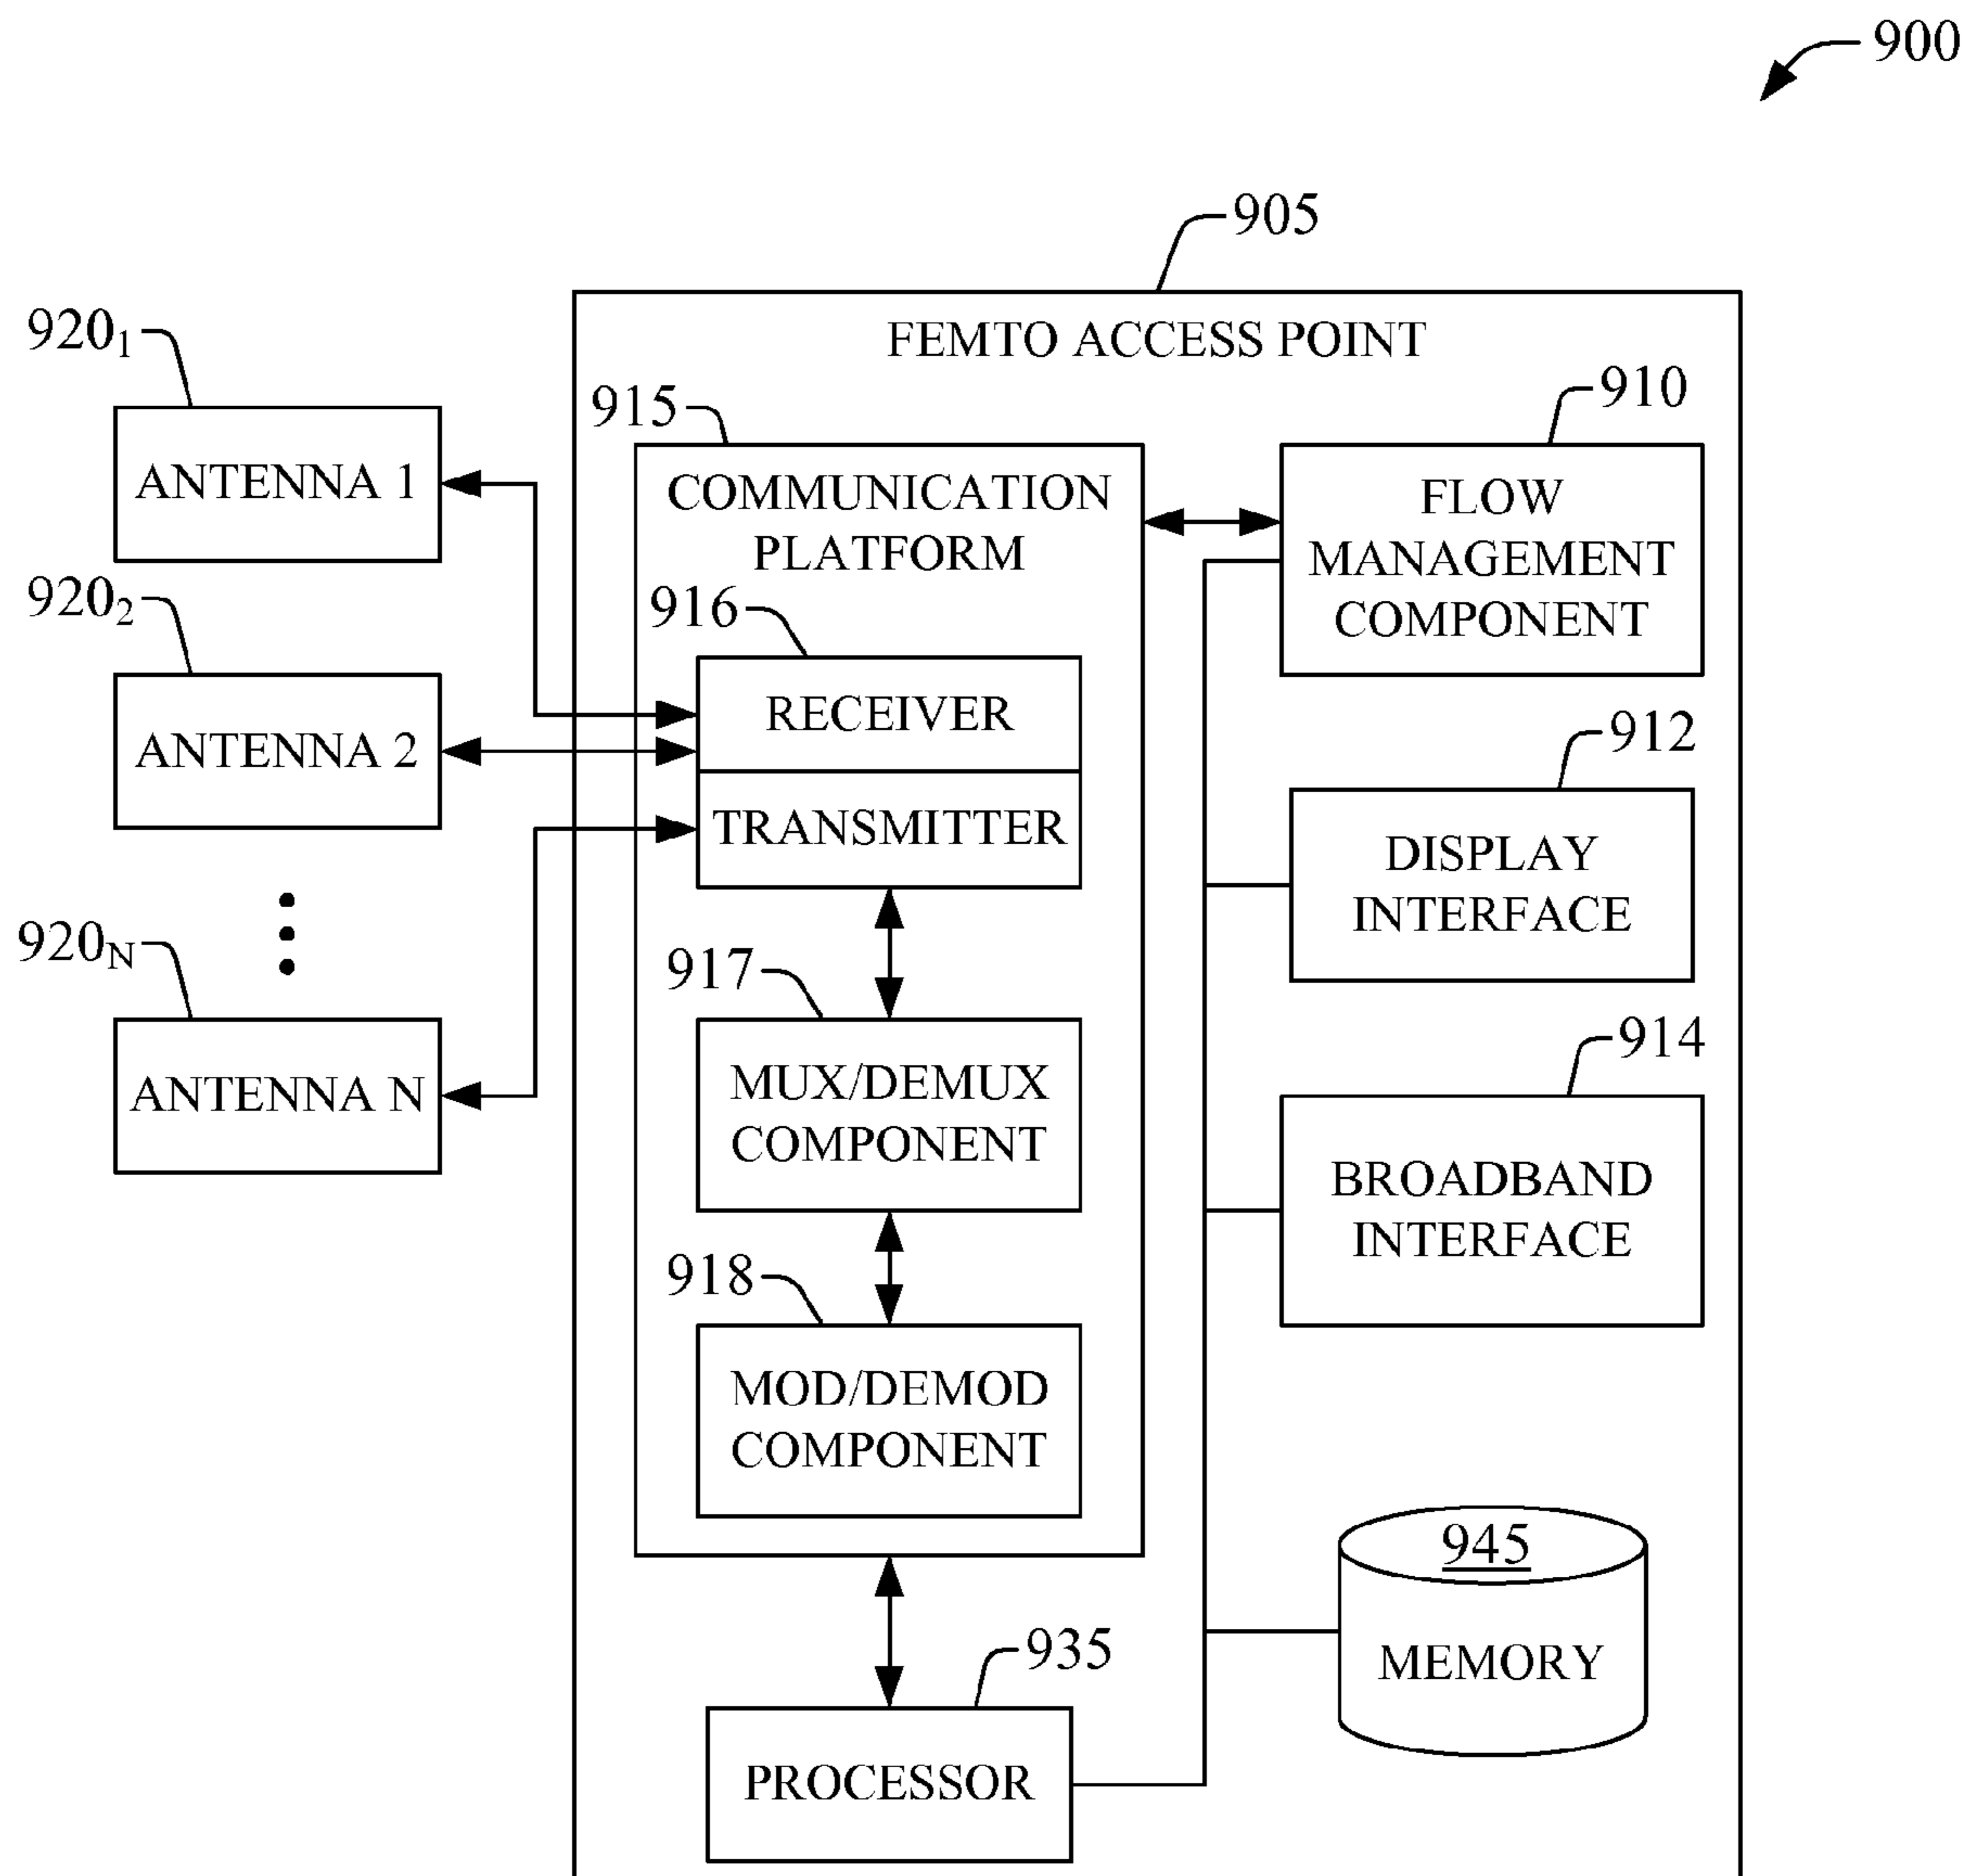 900
905
FEMTO ACCESS POINT
920₁
ANTENNA 1
920₂
ANTENNA 2
920N
ANTENNA N
915
COMMUNICATION
PLATFORM
916
RECEIVER
TRANSMITTER
917
MUX/DEMUX
COMPONENT
918
MOD/DEMOD
COMPONENT
935
PROCESSOR
910
FLOW
MANAGEMENT
COMPONENT
912
DISPLAY
INTERFACE
914
BROADBAND
INTERFACE
945
MEMORY